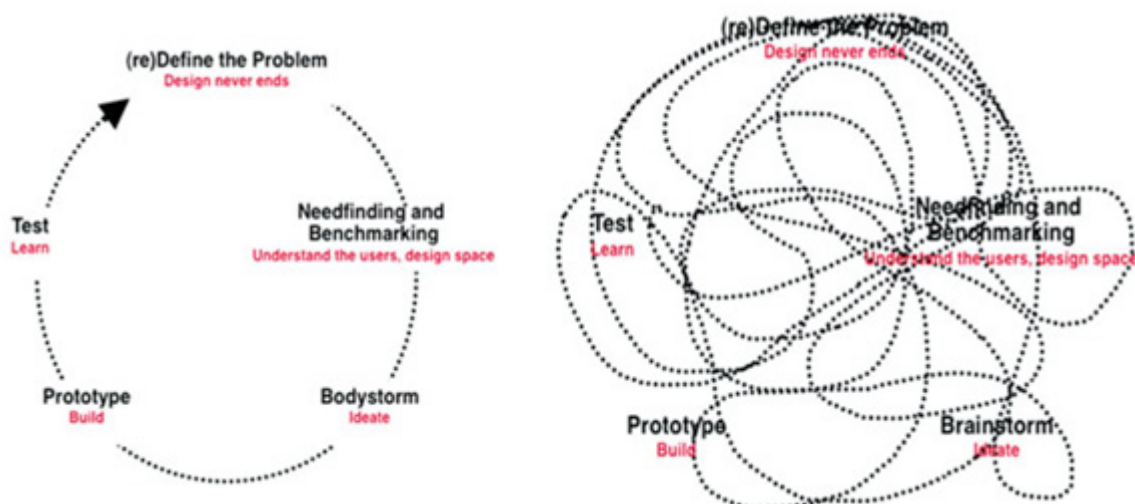 (re)Define the Problem
Design never ends
Needfinding and
Benchmarking
Understand the users, design space
Bodystorm
Ideate
Prototype
Build
Test
Learn
(re)Define the Problem
Design never ends
Needfinding and
Benchmarking
Understand the users, design space
Brainstorm
Ideate
Prototype
Build
Test
Learn